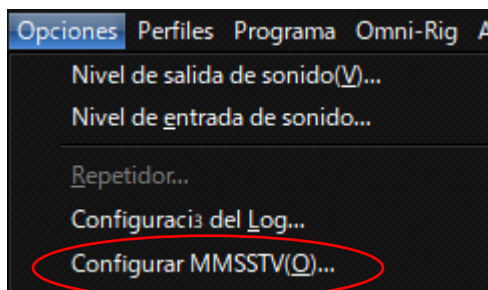 Opciones Perfiles Programa Omni-Rig
Nivel de salida de sonido(V)...
Nivel de entrada de sonido...
Repetidor...
Configuraciз del Log...
Configurar MMSSTV(O)...